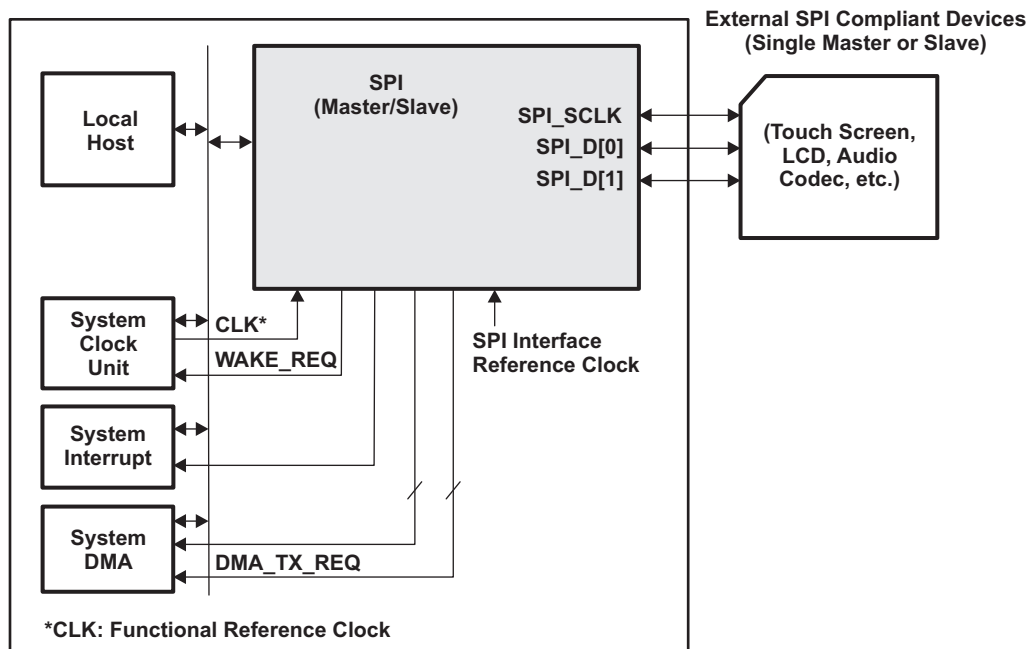 External SPI Compliant Devices
(Single Master or Slave)
SPI
(Master/Slave)
Local
Host
SPI_SCLK
SPI_D[0]
SPI_D[1]
(Touch Screen,
LCD, Audio
Codec, etc.)
System
Clock
Unit
CLK*
WAKE_REQ
SPI Interface
Reference Clock
System
Interrupt
System
DMA
DMA_TX_REQ
*CLK: Functional Reference Clock